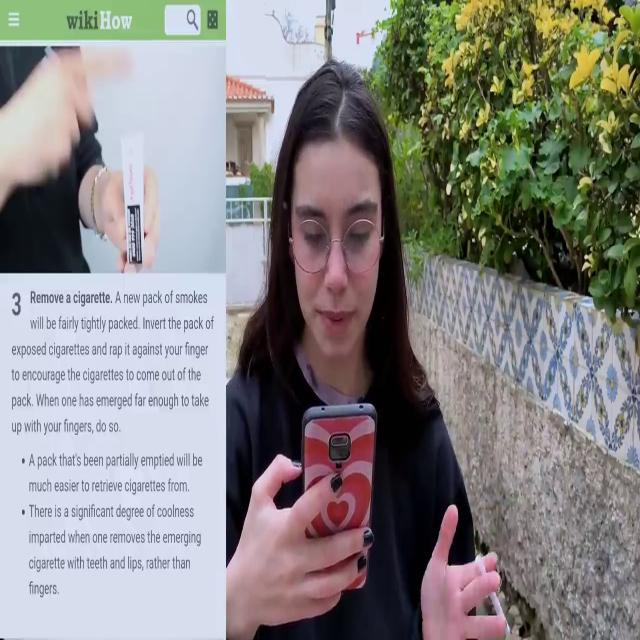 wikiHow
3 Remove a cigarette. A new pack of smokes
will be fairly tightly packed. Invert the pack of
exposed cigarettes and rap it against your finger
to encourage the cigarettes to come out of the
pack. When one has emerged far enough to take
up with your fingers, do so.
• A pack that's been partially emptied will be
much easier to retrieve cigarettes from.
• There is a significant degree of coolness
imparted when one removes the emerging
cigarette with teeth and lips, rather than
fingers.